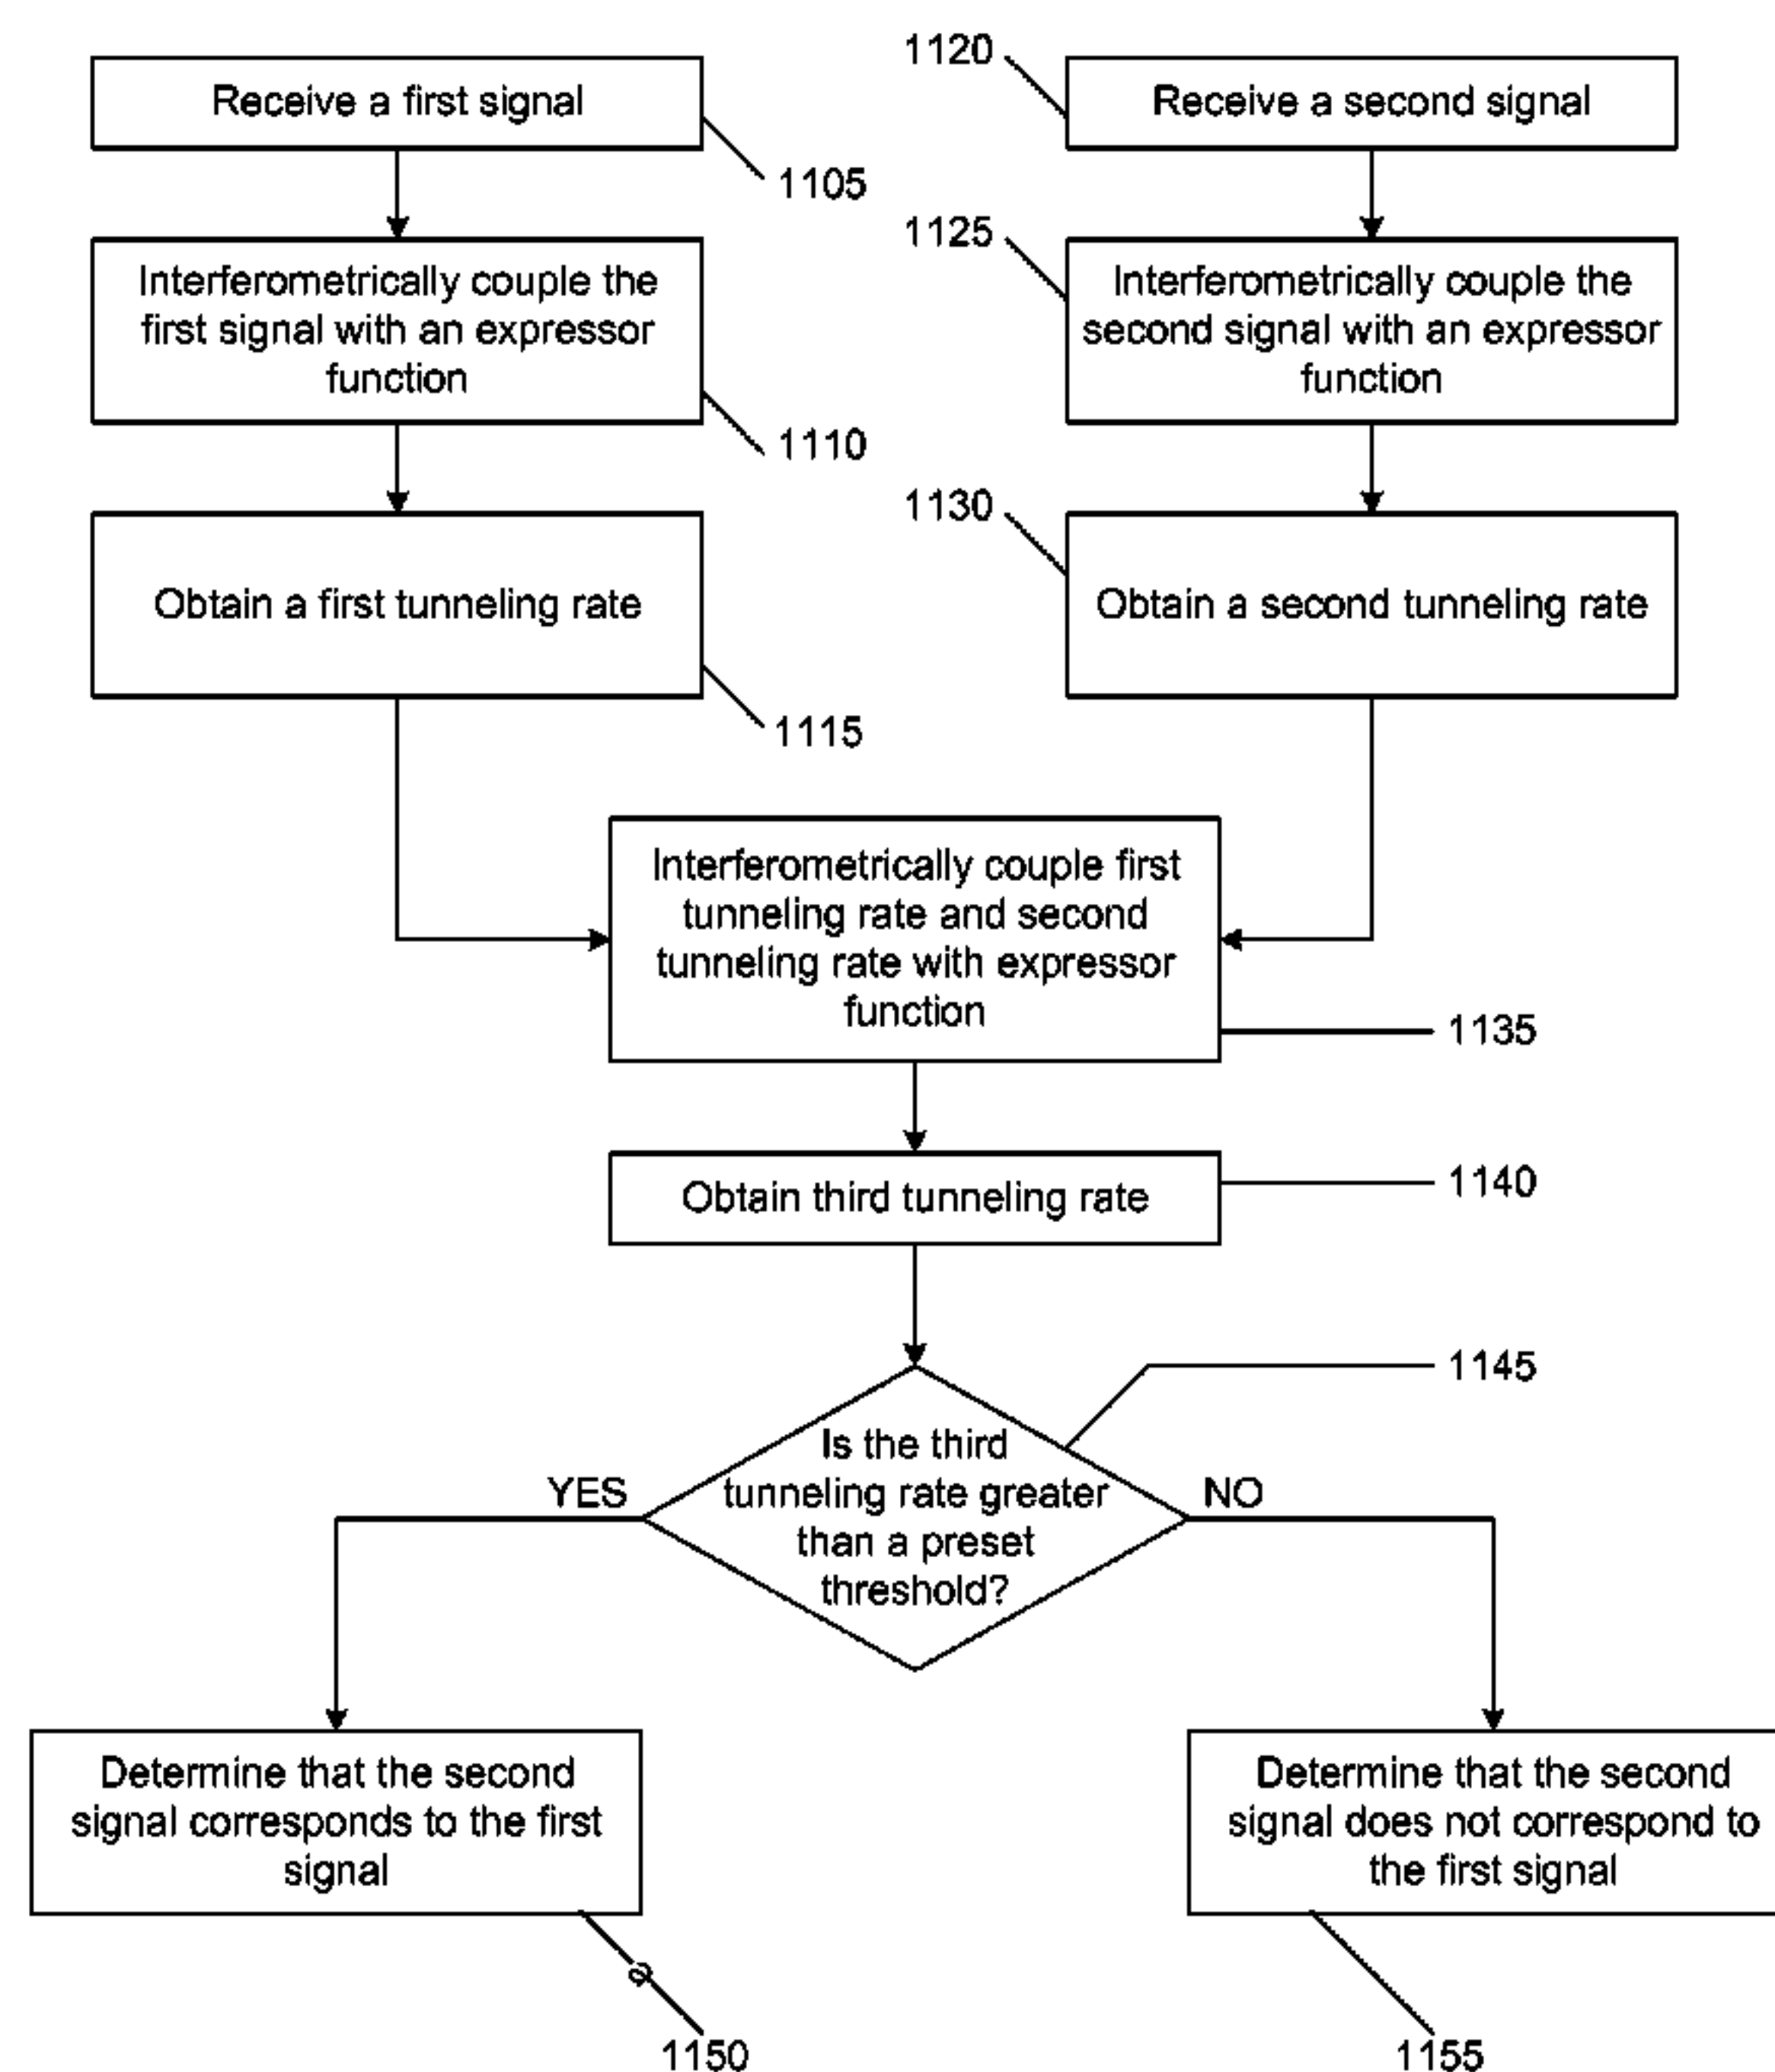 1120
Receive a first signal
Receive a second signal
1105
1125
Interferometrically couple the
first signal with an expressor
function
Interferometrically couple the
second signal with an expressor
function
1110
1130
Obtain a first tunneling rate
Obtain a second tunneling rate
1115
Interferometrically couple first
tunneling rate and second
tunneling rate with expressor
function
1135
Obtain third tunneling rate
1140
1145
Is the third
tunneling rate greater
than a preset
threshold?
YES
NO
Determine that the second
signal corresponds to the first
signal
Determine that the second
signal does not correspond to
the first signal
1150
1155